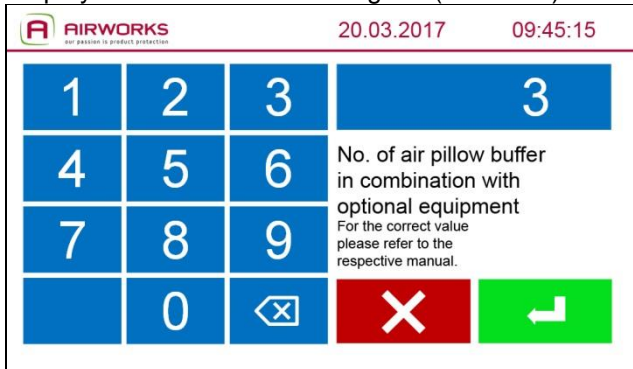 AIRWORKS
our passion is product protection
20.03.2017 09:45:15
1 2 3 3
4 5 6
7 8 9
0
No. of air pillow buffer
in combination with
optional equipment
For the correct value
please refer to the
respective manual.